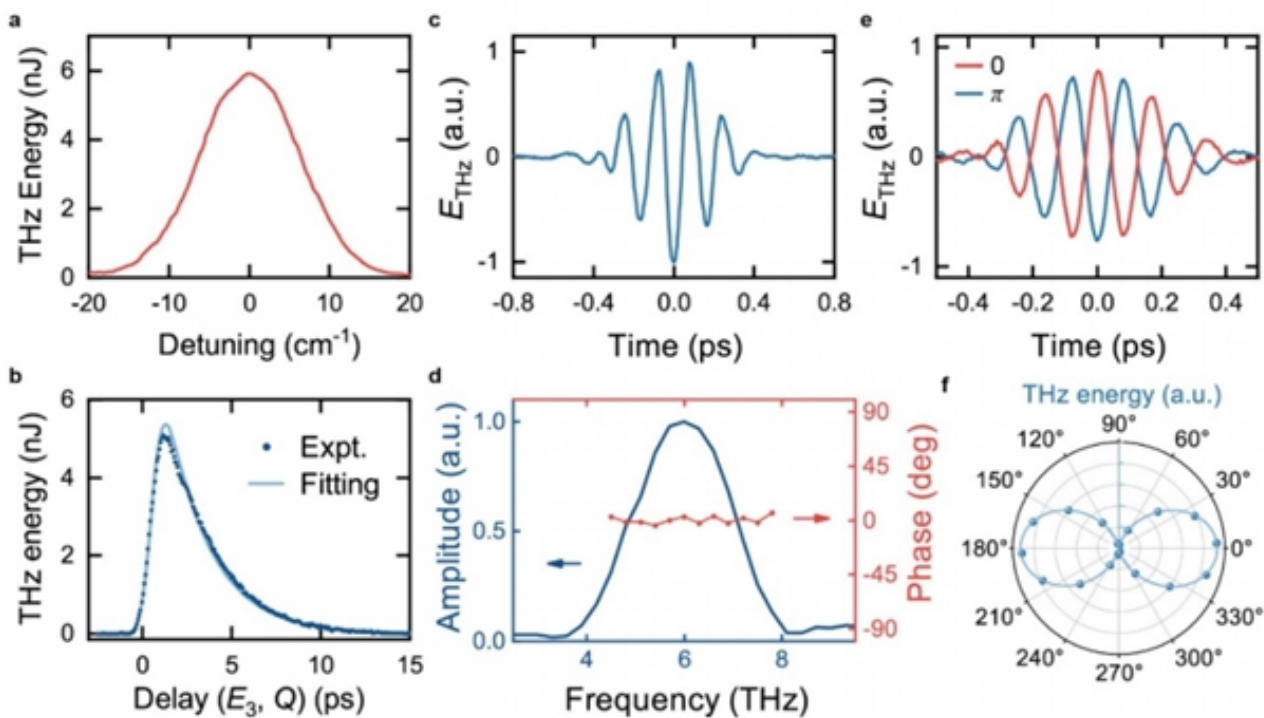 a
THz Energy (nJ)
6
4
2
0
-20
-10
0
10
20
Detuning (cm⁻¹)
b
THz energy (nJ)
6
4
2
0
Expt.
Fitting
0
5
10
15
Delay (E₃, Q) (ps)
c
E_THz (a.u.)
1
0
-1
-0.8
-0.4
0.0
0.4
0.8
Time (ps)
d
Amplitude (a.u.)
1.0
0.5
0.0
4
6
8
Frequency (THz)
90
45
0
-45
-90
Phase (deg)
e
E_THz (a.u.)
1
0
-1
0
π
-0.4
-0.2
0.0
0.2
0.4
Time (ps)
f
THz energy (a.u.)
90°
120°
60°
150°
30°
180°
0°
210°
330°
240°
300°
270°